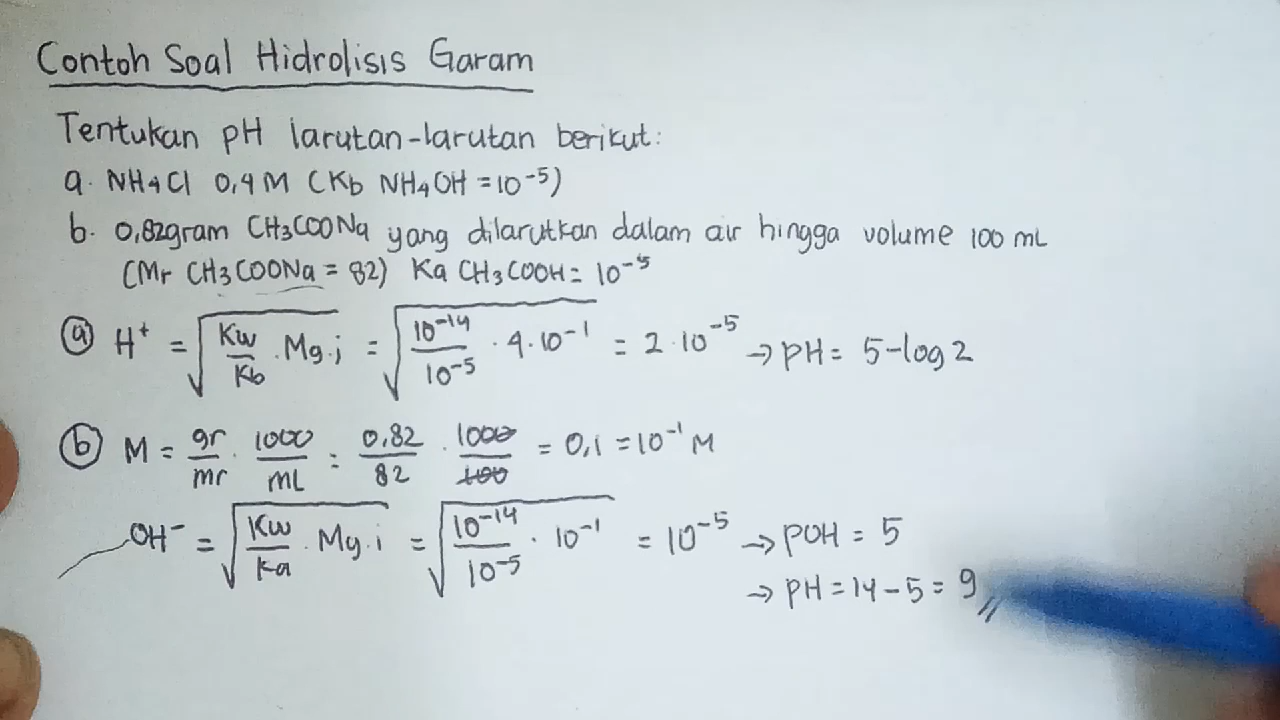 Contoh Soal Hidrolisis Garam
Tentukan pH larutan-larutan berikut:
a. NH4Cl 0,4 M (Kb NH4OH = 10^-5)
b. 0,82gram CH3COONa yang dilarutkan dalam air hingga volume 100 mL
(Mr CH3COONa = 82) Ka CH3COOH = 10^-5
(a) H^+ = √(Kw/Kb . Mg.i) = √(10^-14/10^-5 . 4.10^-1) = 2.10^-5 → pH = 5-log2
(b) M = gr/mr . 1000/mL = 0,82/82 . 1000/100 = 0,1 = 10^-1 M
OH^- = √(Kw/Ka . Mg.i) = √(10^-14/10^-5 . 10^-1) = 10^-5 → pOH = 5
→ pH = 14-5 = 9 //